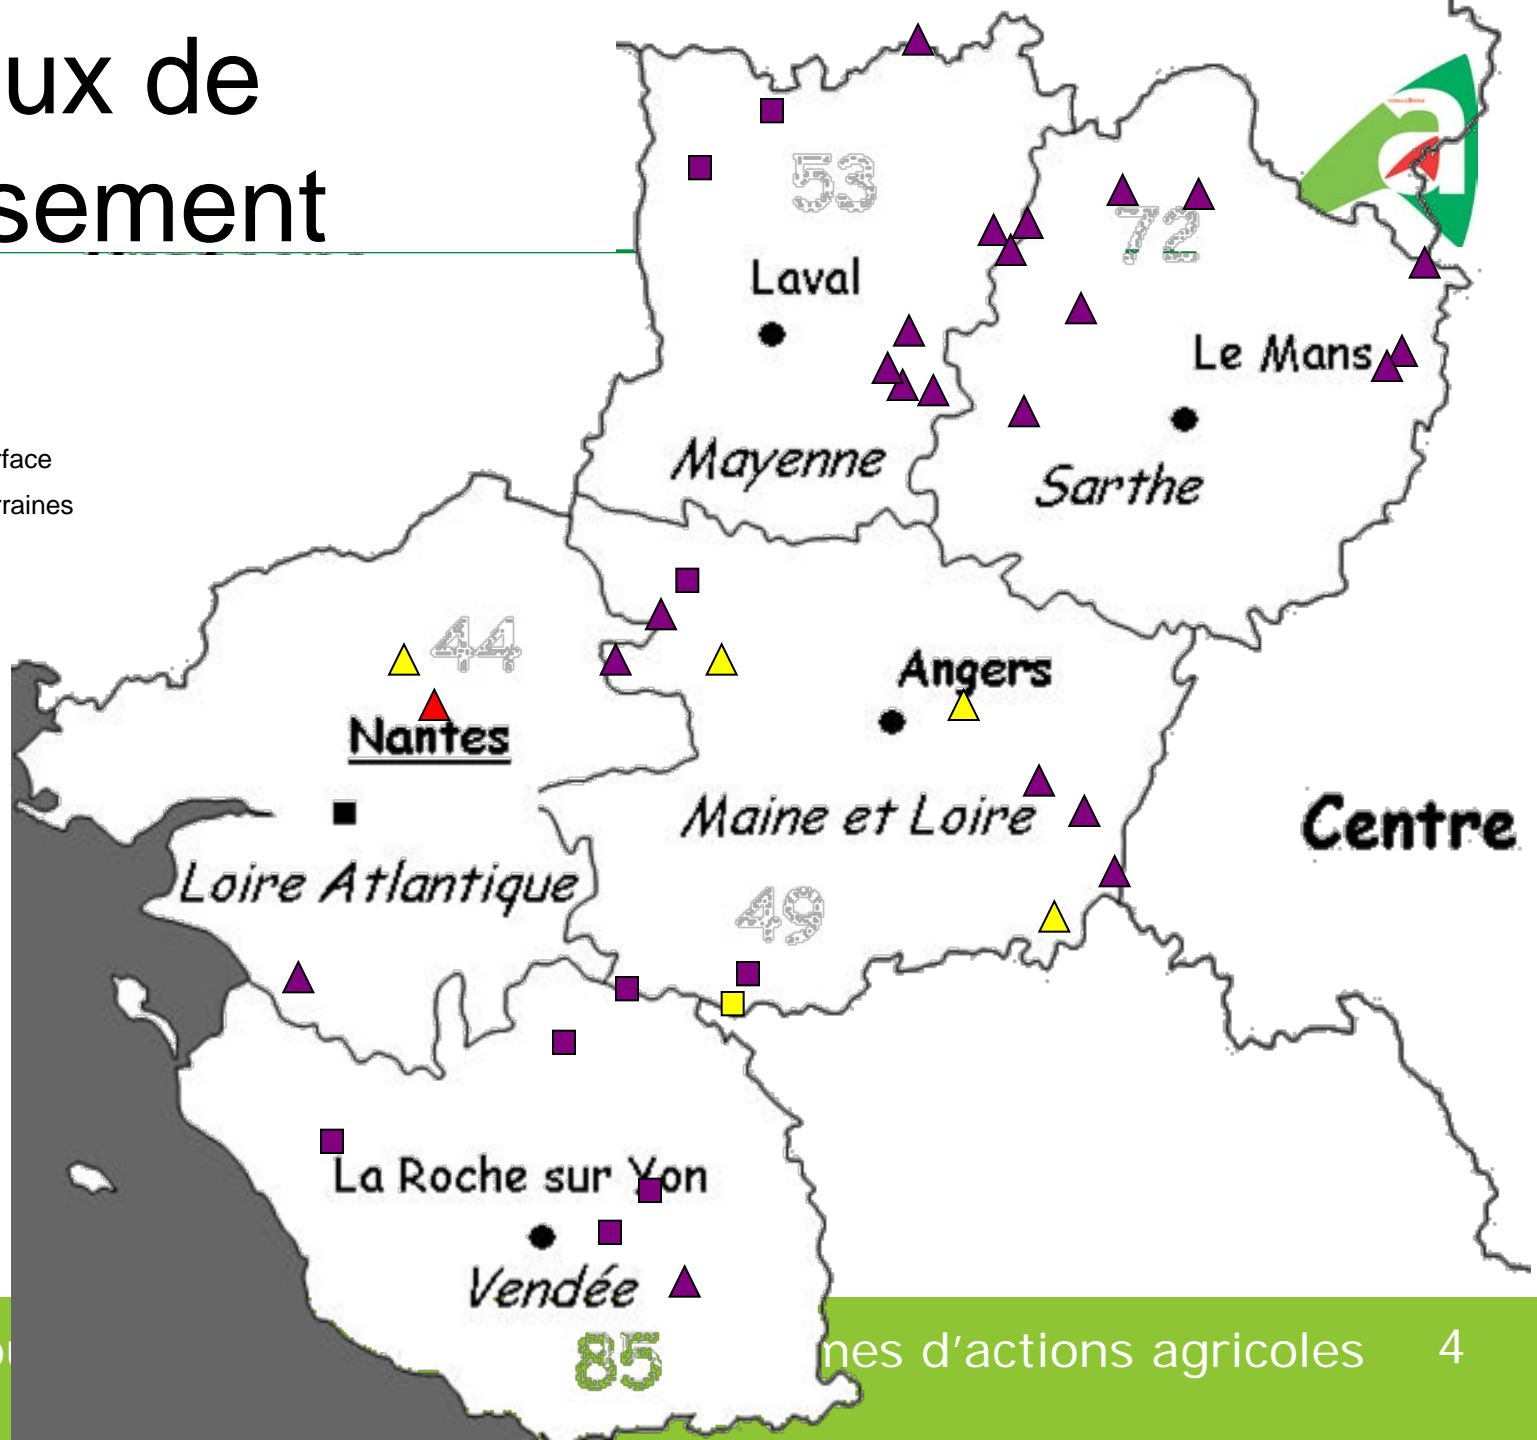 ux de
sement
53
72
Laval
Le Mans
Mayenne
Sarthe
face
raines
44
Angers
Nantes
Maine et Loire
Centre
Loire Atlantique
49
La Roche sur Yon
Vendée
85
mes d'actions agricoles 4